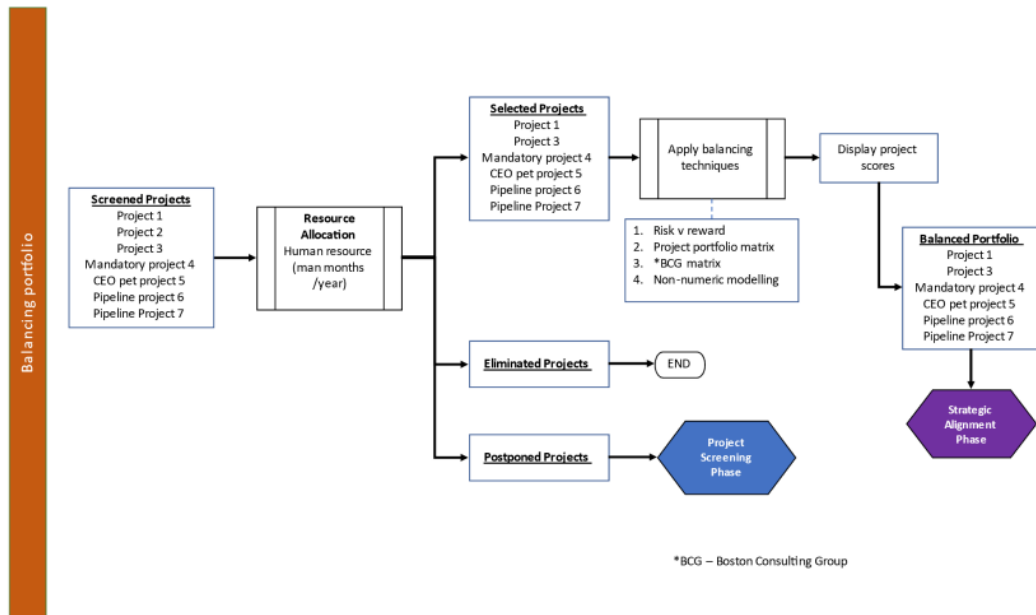 Balancing portfolio
Screened Projects
Project 1
Project 2
Project 3
Mandatory project 4
CEO pet project 5
Pipeline project 6
Pipeline Project 7
Resource
Allocation
Human resource
(man months
/year)
Selected Projects
Project 1
Project 3
Mandatory project 4
CEO pet project 5
Pipeline project 6
Pipeline Project 7
Apply balancing
techniques
1. Risk v reward
2. Project portfolio matrix
3. *BCG matrix
4. Non-numeric modelling
Display project
scores
Balanced Portfolio
Project 1
Project 3
Mandatory project 4
CEO pet project 5
Pipeline project 6
Pipeline Project 7
Strategic
Alignment
Phase
Eliminated Projects
END
Postponed Projects
Project
Screening
Phase
*BCG – Boston Consulting Group